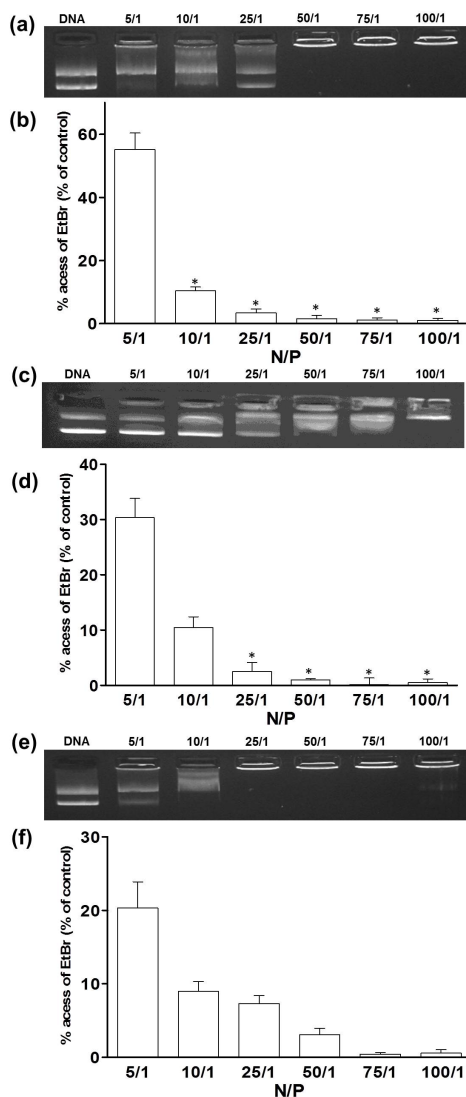 (a)
DNA 5/1 10/1 25/1 50/1 75/1 100/1
(b)
% acess of EtBr (% of control)
60
40
20
0
* * * * *
5/1 10/1 25/1 50/1 75/1 100/1
N/P
(c)
DNA 5/1 10/1 25/1 50/1 75/1 100/1
(d)
% acess of EtBr (% of control)
40
30
20
10
0
* * * *
5/1 10/1 25/1 50/1 75/1 100/1
N/P
(e)
DNA 5/1 10/1 25/1 50/1 75/1 100/1
(f)
% acess of EtBr (% of control)
30
20
10
0
5/1 10/1 25/1 50/1 75/1 100/1
N/P